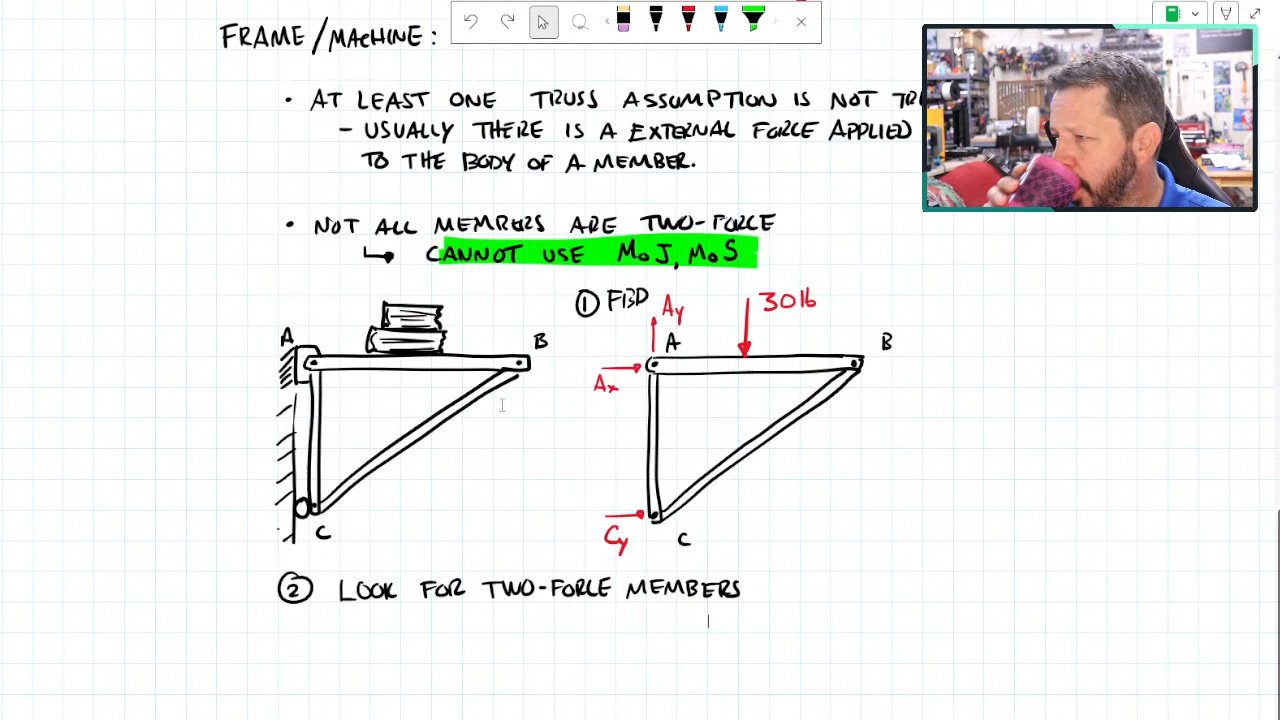 FRAME/MACHINE:
• AT LEAST ONE TRUSS ASSUMPTION IS NOT TR
- USUALLY THERE IS A EXTERNAL FORCE APPLIED
TO THE BODY OF A MEMBER.
• NOT ALL MEMBERS ARE TWO-FORCE
CANNOT USE MOJ, MOS
① FBD
Ay
30lb
A
B
A
B
Ax
C
Cy
C
② LOOK FOR TWO-FORCE MEMBERS